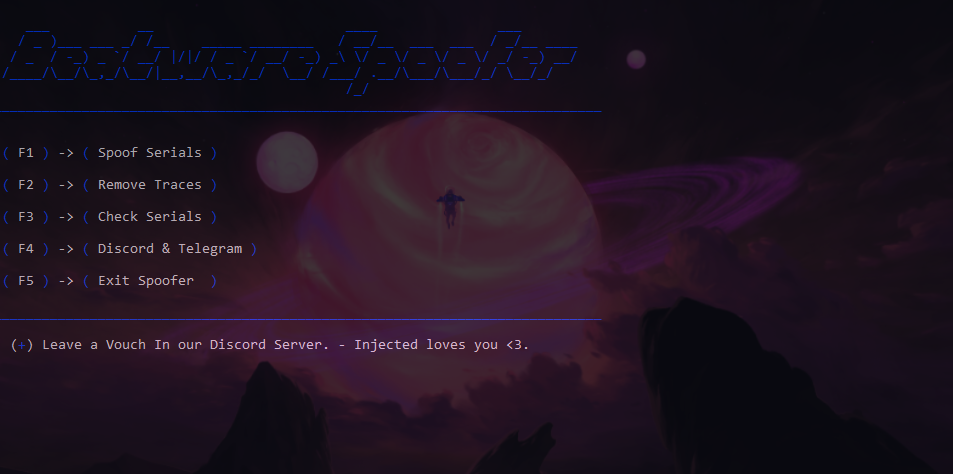 Beatware Spoofer
( F1 ) -> ( Spoof Serials )
( F2 ) -> ( Remove Traces )
( F3 ) -> ( Check Serials )
( F4 ) -> ( Discord & Telegram )
( F5 ) -> ( Exit Spoofer )
(+) Leave a Vouch In our Discord Server. - Injected loves you <3.